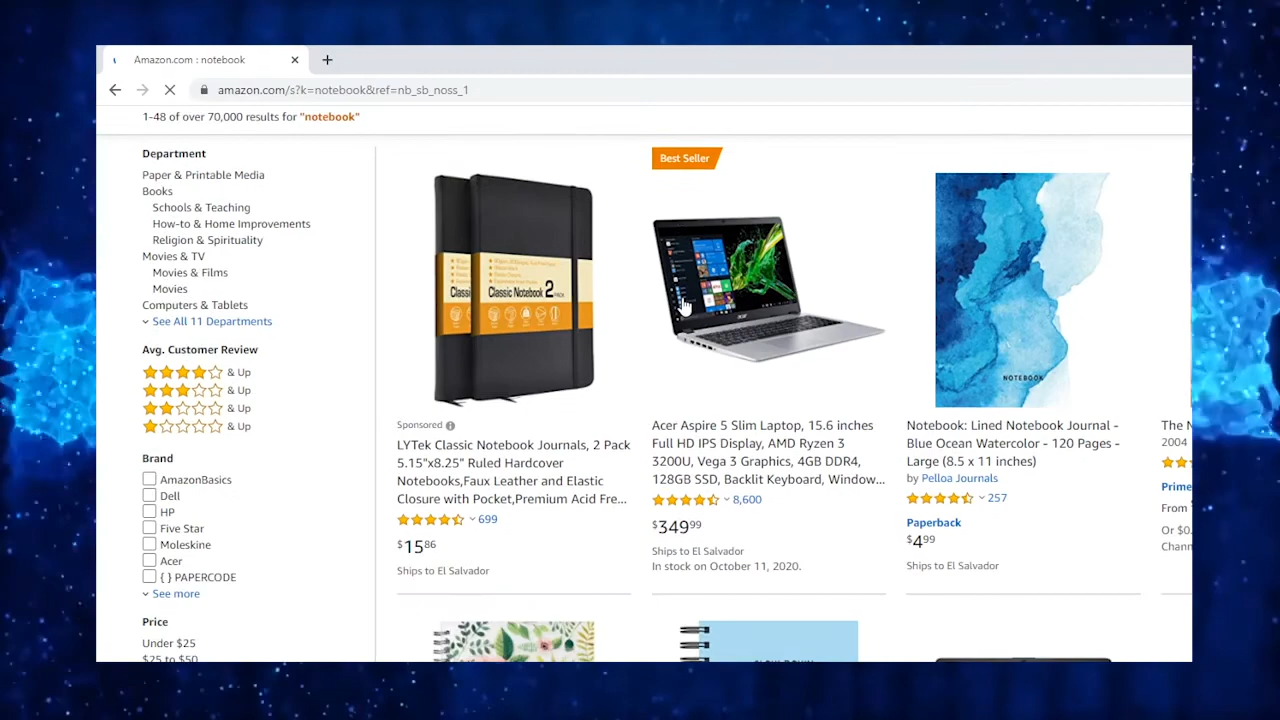 Amazon.com : notebook
amazon.com/s?k=notebook&ref=nb_sb_noss_1
1-48 of over 70,000 results for "notebook"
Department
Paper & Printable Media
Books
Schools & Teaching
How-to & Home Improvements
Religion & Spirituality
Movies & TV
Movies & Films
Movies
Computers & Tablets
See All 11 Departments
Avg. Customer Review
& Up
& Up
& Up
& Up
Brand
AmazonBasics
Dell
HP
Five Star
Moleskine
Acer
{ } PAPERCODE
See more
Price
Under $25
$25 to $50
Classic Notebook 2
Sponsored
LYTek Classic Notebook Journals, 2 Pack
5.15"x8.25" Ruled Hardcover
Notebooks,Faux Leather and Elastic
Closure with Pocket,Premium Acid Fre...
699
$1586
Ships to El Salvador
Best Seller
acer
Acer Aspire 5 Slim Laptop, 15.6 inches
Full HD IPS Display, AMD Ryzen 3
3200U, Vega 3 Graphics, 4GB DDR4,
128GB SSD, Backlit Keyboard, Window...
8,600
$34999
Ships to El Salvador
In stock on October 11, 2020.
NOTEBOOK
Notebook: Lined Notebook Journal -
Blue Ocean Watercolor - 120 Pages -
Large (8.5 x 11 inches)
by Pelloa Journals
257
Paperback
$499
Ships to El Salvador
The N
2004
Prime
From
Or $0.
Chann